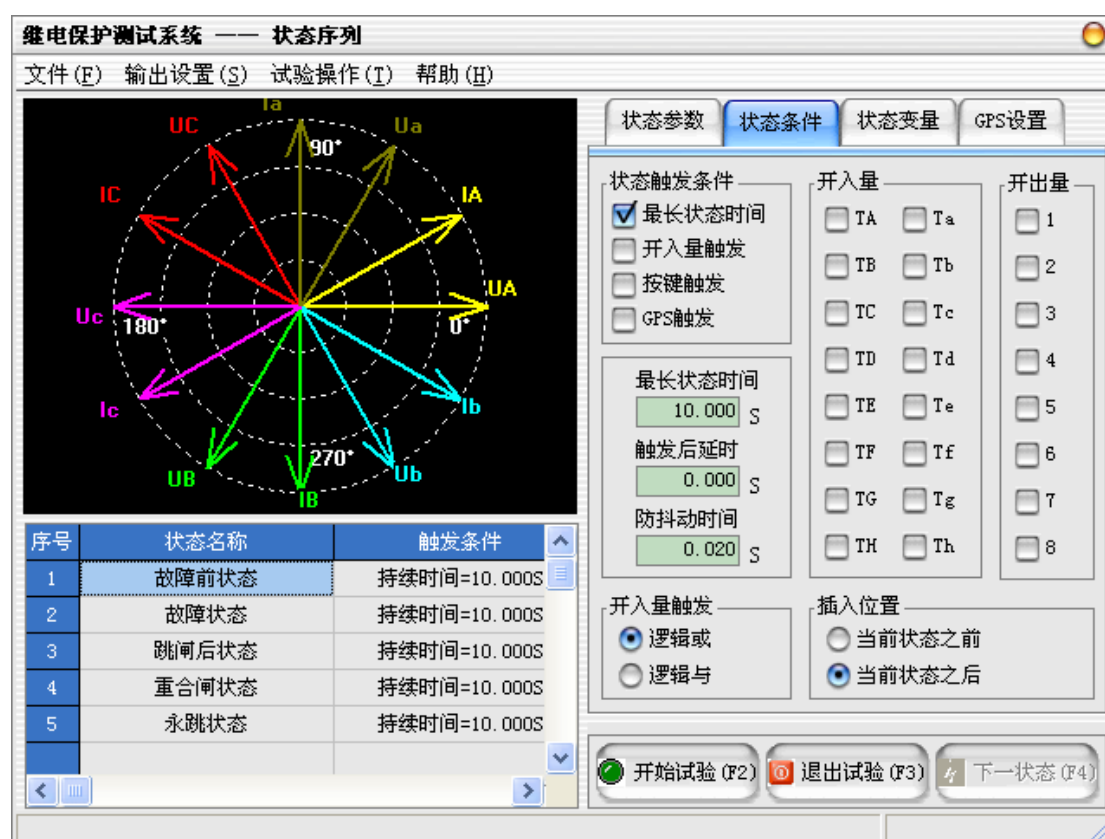 继电保护测试系统 —— 状态序列
文件(F) 输出设置(S) 试验操作(T) 帮助(H)
Ia
UC
Ua
90°
IC
IA
UA
Uc
180°
0°
Ic
Ib
270°
UB
Ub
IB
序号 状态名称 触发条件
1 故障前状态 持续时间=10.000S
2 故障状态 持续时间=10.000S
3 跳闸后状态 持续时间=10.000S
4 重合闸状态 持续时间=10.000S
5 永跳状态 持续时间=10.000S
状态参数 状态条件 状态变量 GPS设置
状态触发条件
最长状态时间
开入量触发
按键触发
GPS触发
最长状态时间
10.000 S
触发后延时
0.000 S
防抖动时间
0.020 S
开入量
TA Ta
TB Tb
TC Tc
TD Td
TE Te
TF Tf
TG Tg
TH Th
开出量
1
2
3
4
5
6
7
8
开入量触发
逻辑或
逻辑与
插入位置
当前状态之前
当前状态之后
开始试验(F2) 退出试验(F3) 下一状态(F4)